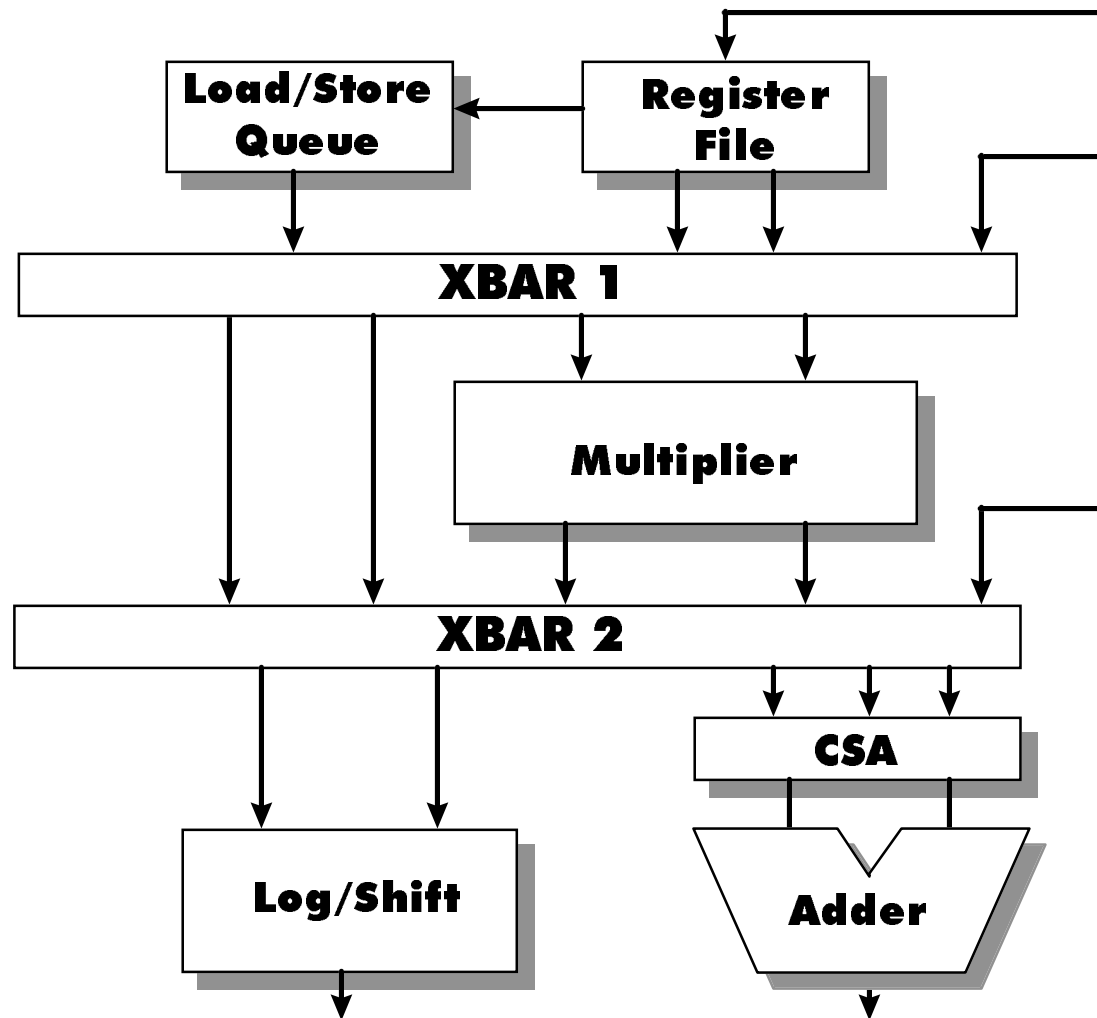 Load/Store
Queue
Register
File
XBAR 1
Multiplier
XBAR 2
CSA
Log/Shift
Adder